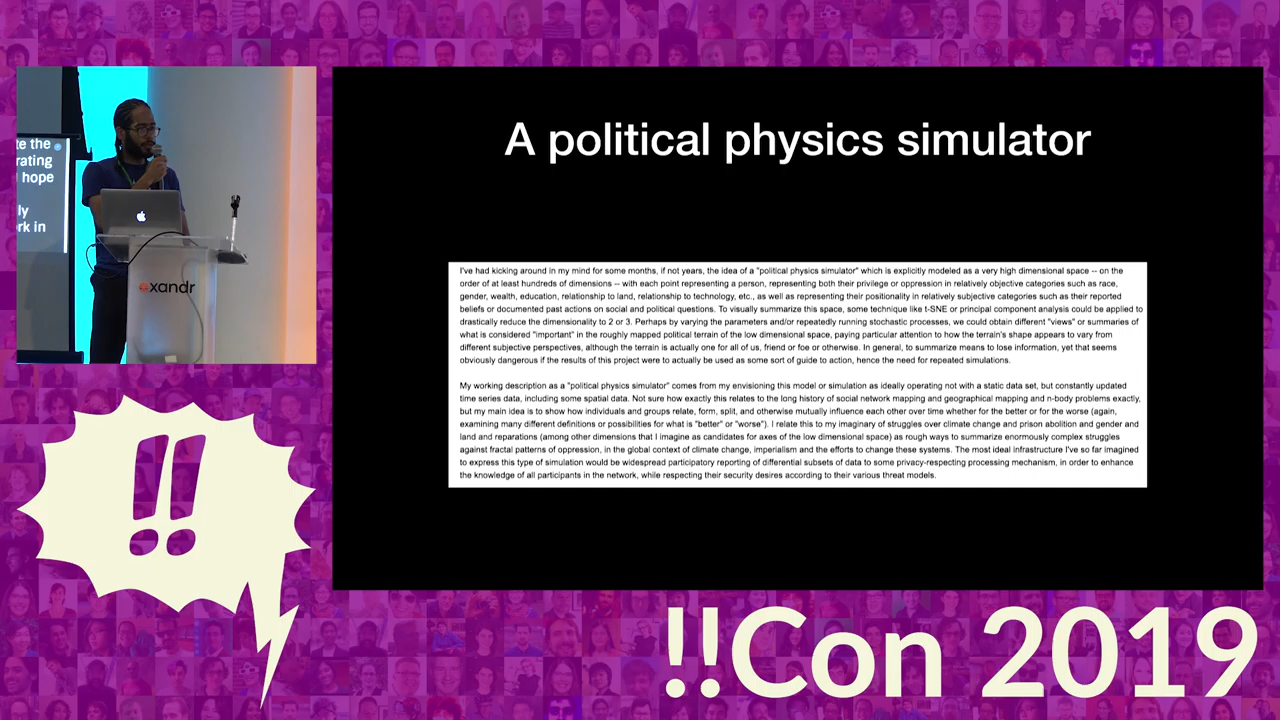 A political physics simulator
te the
rating
hope
ly
rk in
xandr
I've had kicking around in my mind for some months, if not years, the idea of a "political physics simulator" which is explicitly modeled as a very high dimensional space -- on the
order of at least hundreds of dimensions -- with each point representing a person, representing both their privilege or oppression in relatively objective categories such as race,
gender, wealth, education, relationship to land, relationship to technology, etc., as well as representing their positionality in relatively subjective categories such as their reported
beliefs or documented past actions on social and political questions. To visually summarize this space, some technique like t-SNE or principal component analysis could be applied to
drastically reduce the dimensionality to 2 or 3. Perhaps by varying the parameters and/or repeatedly running stochastic processes, we could obtain different "views" or summaries of
what is considered "important" in the roughly mapped political terrain of the low dimensional space, paying particular attention to how the terrain's shape appears to vary from
different subjective perspectives, although the terrain is actually one for all of us, friend or foe or otherwise. In general, to summarize means to lose information, yet that seems
obviously dangerous if the results of this project were to actually be used as some sort of guide to action, hence the need for repeated simulations.
My working description as a "political physics simulator" comes from my envisioning this model or simulation as ideally operating not with a static data set, but constantly updated
time series data, including some spatial data. Not sure how exactly this relates to the long history of social network mapping and geographical mapping and n-body problems exactly,
but my main idea is to show how individuals and groups relate, form, split, and otherwise mutually influence each other over time whether for the better or for the worse (again,
examining many different definitions or possibilities for what is "better" or "worse"). I relate this to my imaginary of struggles over climate change and prison abolition and gender and
land and reparations (among other dimensions that I imagine as candidates for axes of the low dimensional space) as rough ways to summarize enormously complex struggles
against fractal patterns of oppression, in the global context of climate change, imperialism and the efforts to change these systems. The most ideal infrastructure I've so far imagined
to express this type of simulation would be widespread participatory reporting of differential subsets of data to some privacy-respecting processing mechanism, in order to enhance
the knowledge of all participants in the network, while respecting their security desires according to their various threat models.
!!
!!Con 2019